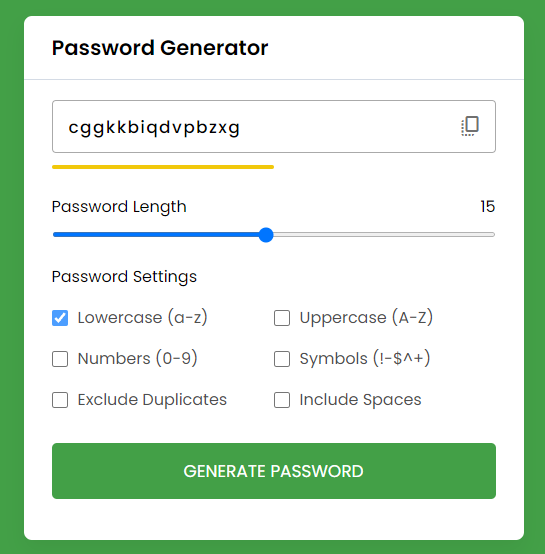 Password Generator
cggkkbiqdvpbzxg
Password Length 15
Password Settings
Lowercase (a-z) Uppercase (A-Z)
Numbers (0-9) Symbols (!-$^+)
Exclude Duplicates Include Spaces
GENERATE PASSWORD